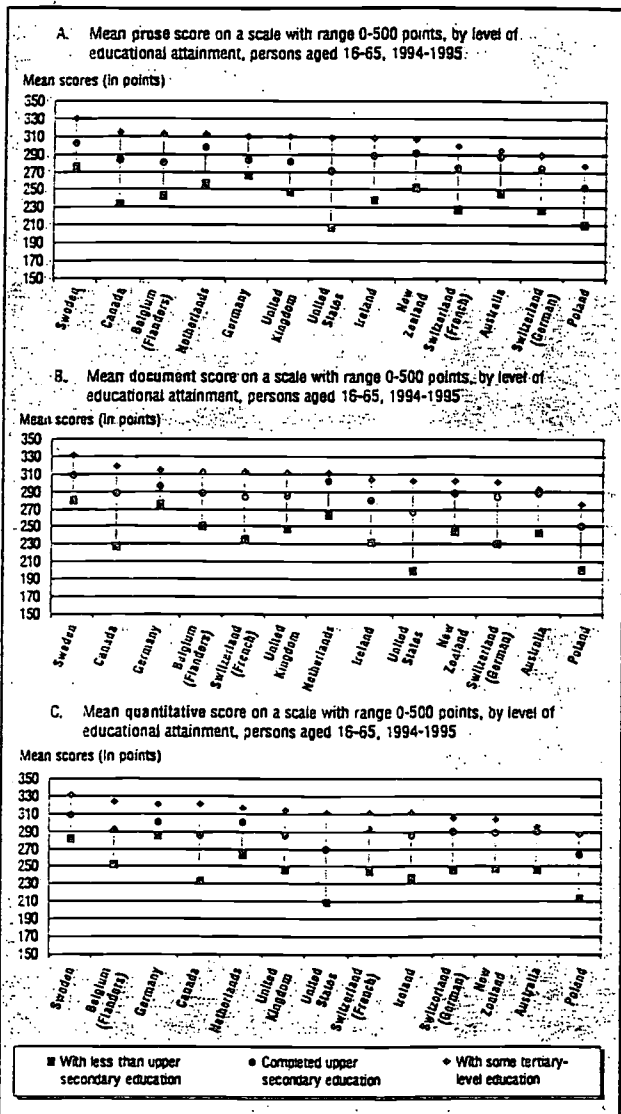 A. Mean prose score on a scale with range 0-500 points, by level of
educational attainment, persons aged 16-65, 1994-1995
Mean scores (in points)
350
330
310
290
270
250
230
210
190
170
150
Sweden
Canada
Belgium (Flanders)
Netherlands
Germany
United Kingdom
United States
Ireland
New Zealand
Switzerland (French)
Australia
Switzerland (German)
Poland
B. Mean document score on a scale with range 0-500 points, by level of
educational attainment, persons aged 16-65, 1994-1995
Mean scores (in points)
350
330
310
290
270
250
230
210
190
170
150
Sweden
Canada
Germany
Belgium (Flanders)
Switzerland (French)
United Kingdom
Netherlands
Ireland
United States
New Zealand
Switzerland (German)
Australia
Poland
C. Mean quantitative score on a scale with range 0-500 points, by level of
educational attainment, persons aged 16-65, 1994-1995
Mean scores (in points)
350
330
310
290
270
250
230
210
190
170
150
Sweden
Belgium (Flanders)
Germany
Canada
Netherlands
United Kingdom
United States
Switzerland (French)
Ireland
Switzerland (German)
New Zealand
Australia
Poland
With less than upper
secondary education
Completed upper
secondary education
With some tertiary-
level education